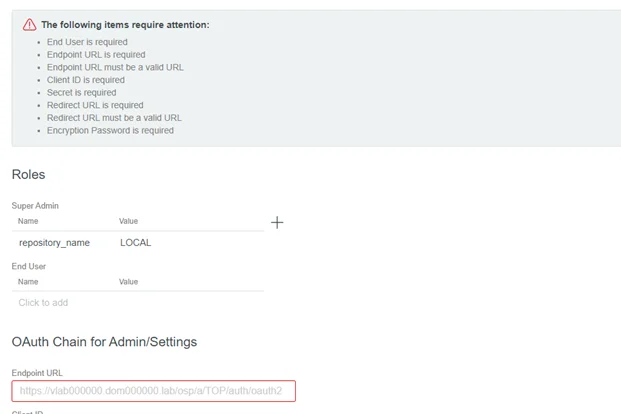 The following items require attention:
End User is required
Endpoint URL is required
Endpoint URL must be a valid URL
Client ID is required
Secret is required
Redirect URL is required
Redirect URL must be a valid URL
Encryption Password is required
Roles
Super Admin
Name Value
repository_name LOCAL
End User
Name Value
Click to add
OAuth Chain for Admin/Settings
Endpoint URL
https://vlab000000.dom000000.lab/osp/a/TOP/auth/oauth2
Client ID